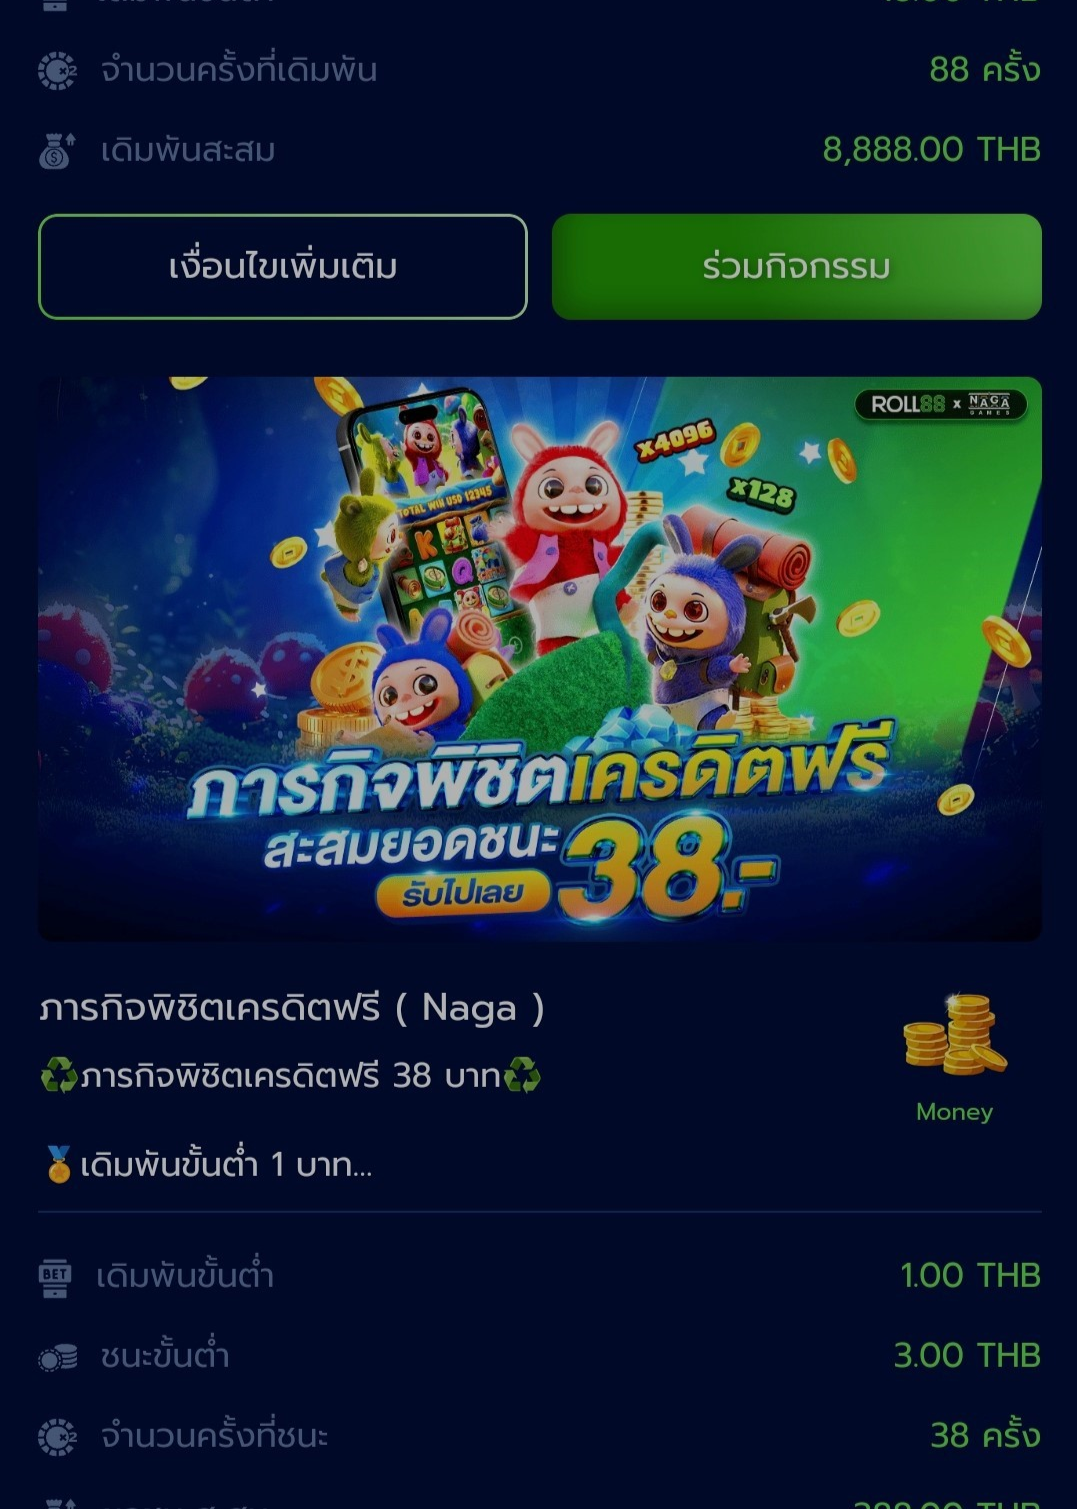 จำนวนครั้งที่เดิมพัน 88 ครั้ง
เดิมพันสะสม 8,888.00 THB
เงื่อนไขเพิ่มเติม ร่วมกิจกรรม
ROLL88 x NAGA GAMES
x4096
x128
TOTAL WIN USD 12345
K
Q
ภารกิจพิชิตเครดิตฟรี
สะสมยอดชนะ 38.-
รับไปเลย
ภารกิจพิชิตเครดิตฟรี ( Naga )
♻️ภารกิจพิชิตเครดิตฟรี 38 บาท♻️
Money
🏅เดิมพันขั้นต่ำ 1 บาท...
BET เดิมพันขั้นต่ำ 1.00 THB
ชนะขั้นต่ำ 3.00 THB
จำนวนครั้งที่ชนะ 38 ครั้ง